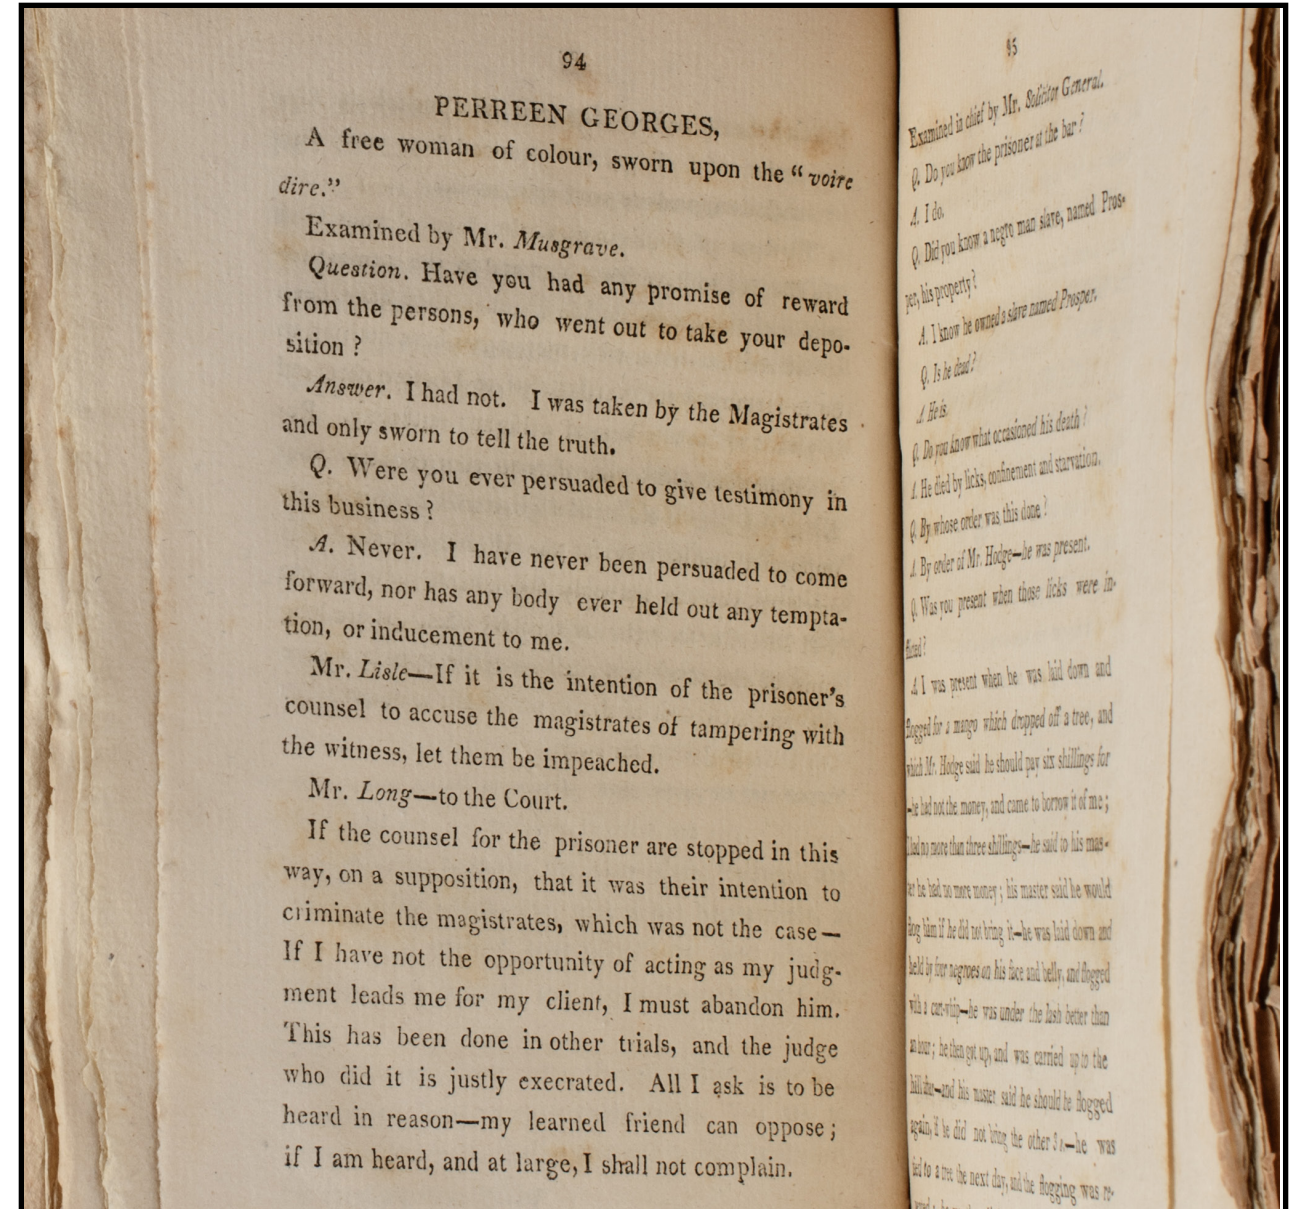 94
PERREEN GEORGES,
A free woman of colour, sworn upon the "voire
dire."
Examined by Mr. Musgrave.
Question. Have you had any promise of reward
from the persons, who went out to take your depo-
sition ?
Answer. I had not. I was taken by the Magistrates
and only sworn to tell the truth.
Q. Were you ever persuaded to give testimony in
this business ?
A. Never. I have never been persuaded to come
forward, nor has any body ever held out any tempta-
tion, or inducement to me.
Mr. Lisle—If it is the intention of the prisoner's
counsel to accuse the magistrates of tampering with
the witness, let them be impeached.
Mr. Long—to the Court.
If the counsel for the prisoner are stopped in this
way, on a supposition, that it was their intention to
criminate the magistrates, which was not the case—
If I have not the opportunity of acting as my judg-
ment leads me for my client, I must abandon him.
This has been done in other trials, and the judge
who did it is justly execrated. All I ask is to be
heard in reason—my learned friend can oppose;
if I am heard, and at large, I shall not complain.
95
Examined in chief by Mr. Solicitor General.
Q. Do you know the prisoner at the bar ?
A. I do.
Q. Did you know a negro man slave, named Pros-
per, his property ?
A. I know he owned a slave named Prosper.
Q. Is he dead ?
A. He is.
Q. Do you know what occasioned his death ?
A. He died by licks, confinement and starvation.
Q. By whose order was this done ?
A. By order of Mr. Hodge—he was present.
Q. Was you present when those licks were in-
flicted ?
A. I was present when he was laid down and
flogged for a mango which dropped off a tree, and
which Mr. Hodge said he should pay six shillings for
—he had not the money, and came to borrow it of me;
I had no more than three shillings—he said to his mas-
ter he had no more money; his master said he would
flog him if he did not bring it—he was laid down and
held by four negroes on his face and belly, and flogged
with a cart-whip—he was under the lash better than
an hour; he then got up, and was carried up to the
hill and his master said he should be flogged
again, if he did not bring the other 3 s.—he was
tied to a tree the next day, and the flogging was re-